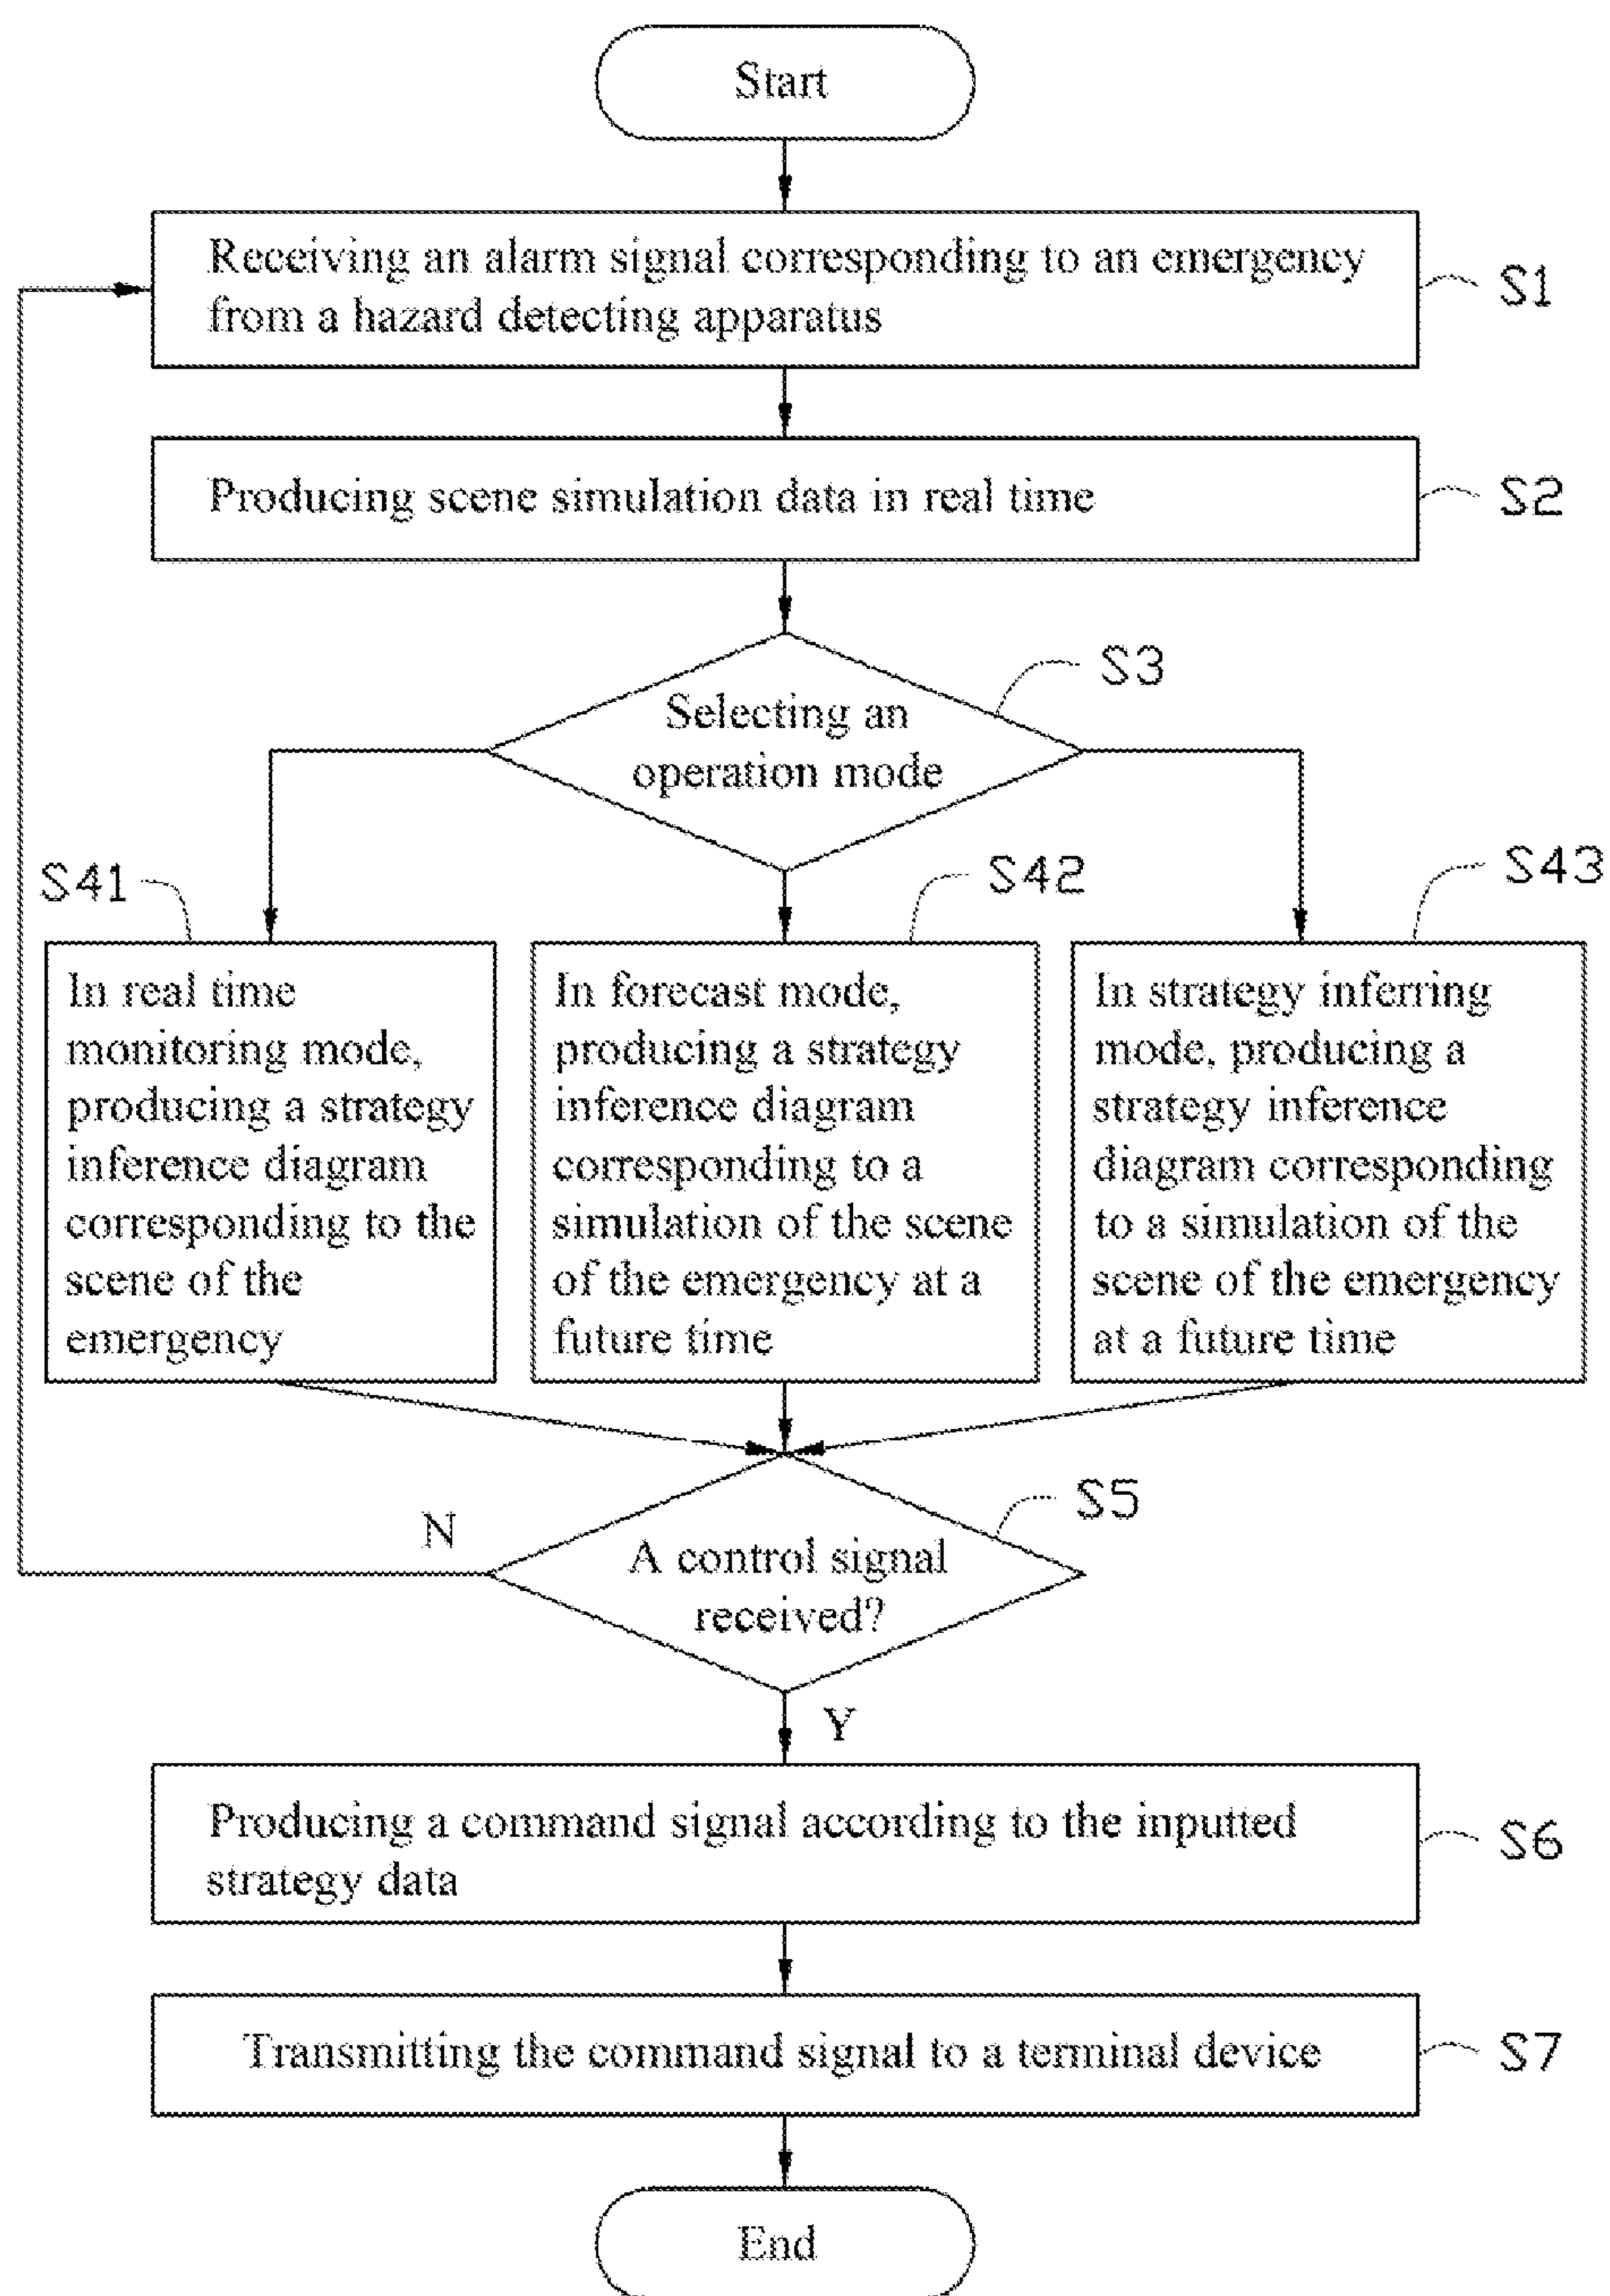 Start
Receiving an alarm signal corresponding to an emergency
from a hazard detecting apparatus
S1
Producing scene simulation data in real time
S2
S3
Selecting an
operation mode
S41
S42
S43
In real time
monitoring mode,
producing a strategy
inference diagram
corresponding to the
scene of the
emergency
In forecast mode,
producing a strategy
inference diagram
corresponding to a
simulation of the scene
of the emergency at a
future time
In strategy inferring
mode, producing a
strategy inference
diagram corresponding
to a simulation of the
scene of the emergency
at a future time
S5
N
A control signal
received?
Y
Producing a command signal according to the inputted
strategy data
S6
Transmitting the command signal to a terminal device
S7
End